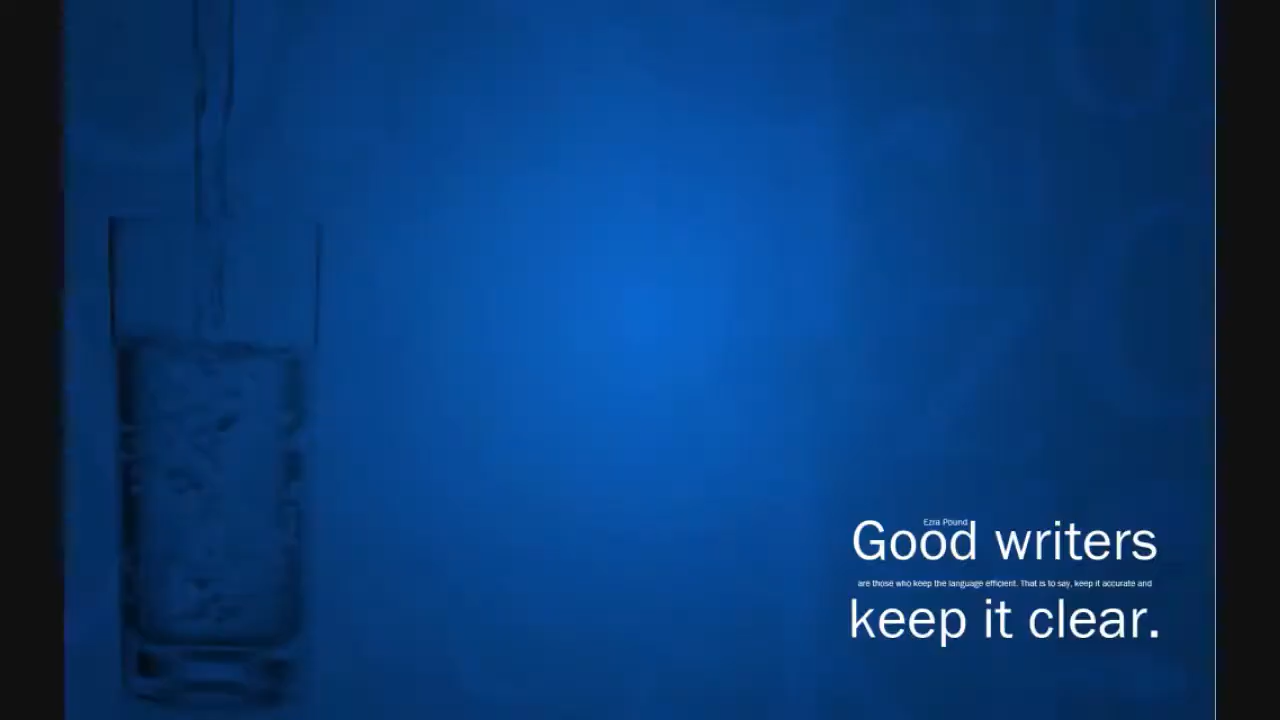 Ezra Pound
Good writers
are those who keep the language efficient. That is to say, keep it accurate and
keep it clear.